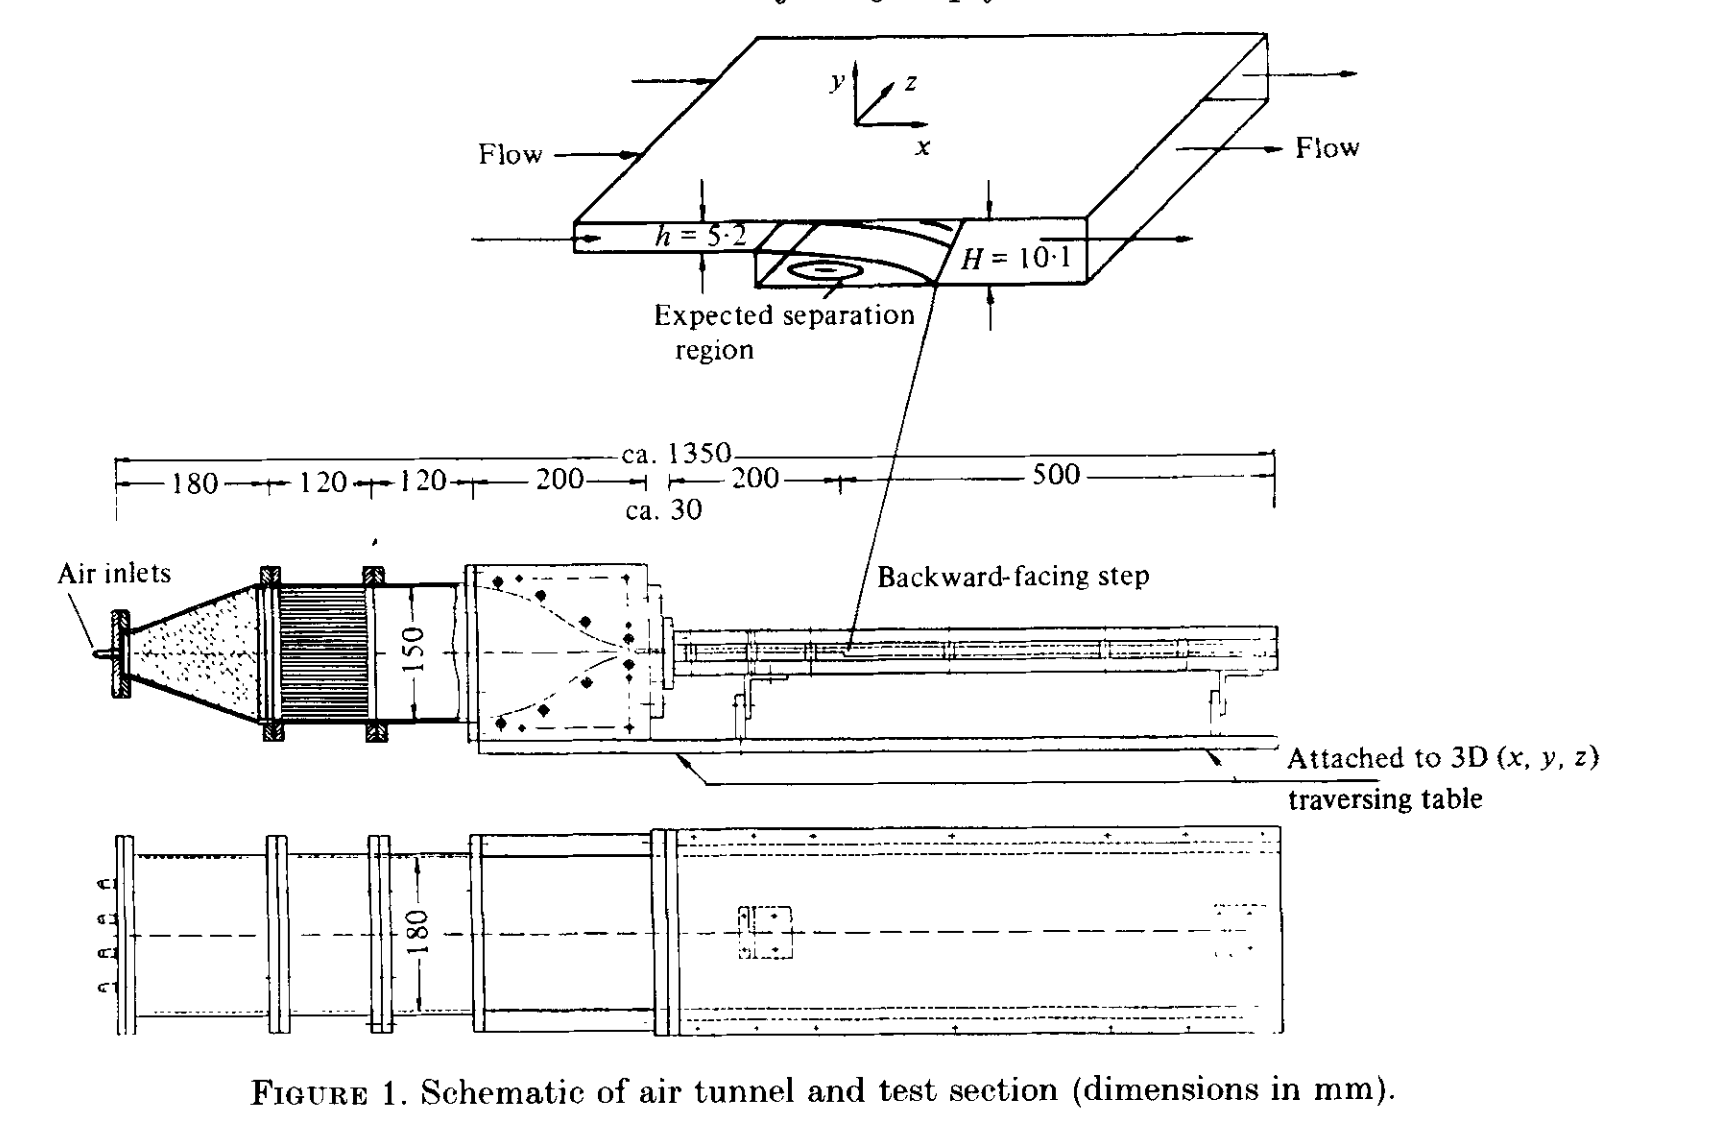 y
z
x
Flow
Flow
h = 5·2
H = 10·1
Expected separation
region
ca. 1350
180
120
120
200
200
500
ca. 30
Air inlets
Backward-facing step
150
Attached to 3D (x, y, z)
traversing table
180
FIGURE 1. Schematic of air tunnel and test section (dimensions in mm).